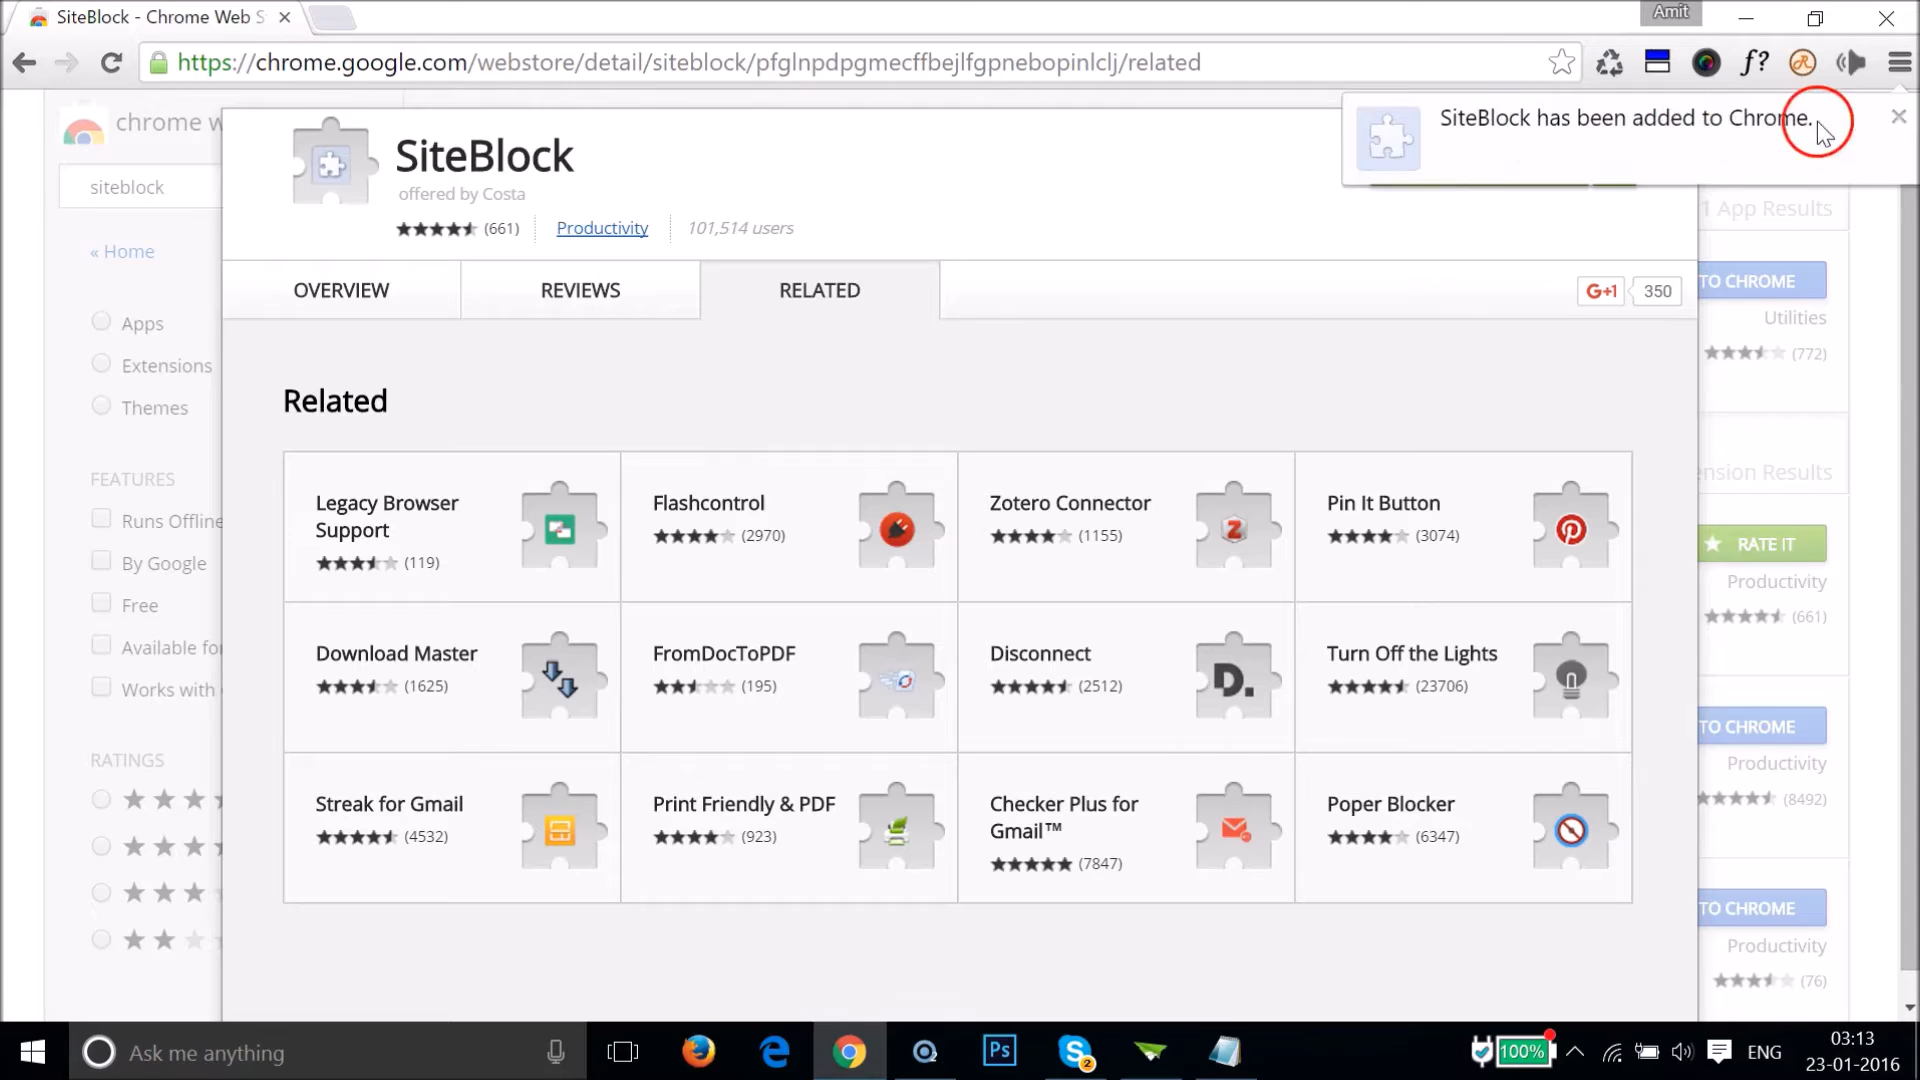 SiteBlock - Chrome Web S
Amit
https://chrome.google.com/webstore/detail/siteblock/pfglnpdpgmecffbejlfgpnebopinlclj/related
f?
chrome w
SiteBlock
offered by Costa
(661)
Productivity
101,514 users
SiteBlock has been added to Chrome.
siteblock
« Home
Apps
Extensions
Themes
FEATURES
Runs Offline
By Google
Free
Available for
Works with
RATINGS
OVERVIEW
REVIEWS
RELATED
G+1
350
Related
Legacy Browser
Support
(119)
Flashcontrol
(2970)
Zotero Connector
(1155)
Pin It Button
(3074)
Download Master
(1625)
FromDocToPDF
(195)
Disconnect
(2512)
D.
Turn Off the Lights
(23706)
Streak for Gmail
(4532)
Print Friendly & PDF
(923)
Checker Plus for
Gmail™
(7847)
Poper Blocker
(6347)
1 App Results
TO CHROME
Utilities
(772)
ension Results
RATE IT
Productivity
(661)
TO CHROME
Productivity
(8492)
TO CHROME
Productivity
(76)
Ask me anything
Ps
2
100%
ENG
03:13
23-01-2016